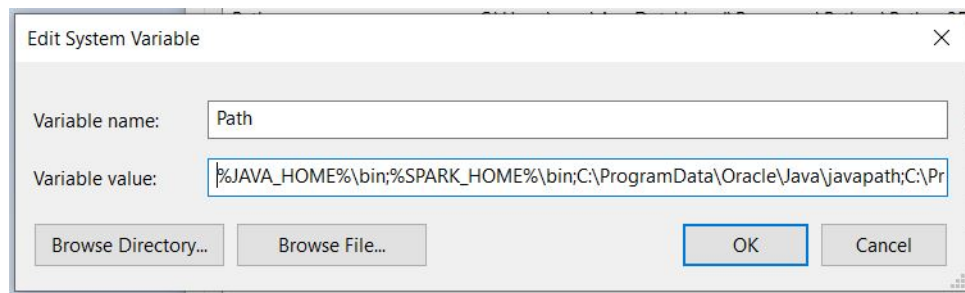 Edit System Variable
Variable name:
Path
Variable value:
%JAVA_HOME%\bin;%SPARK_HOME%\bin;C:\ProgramData\Oracle\Java\javapath;C:\Pr
Browse Directory...
Browse File...
OK
Cancel